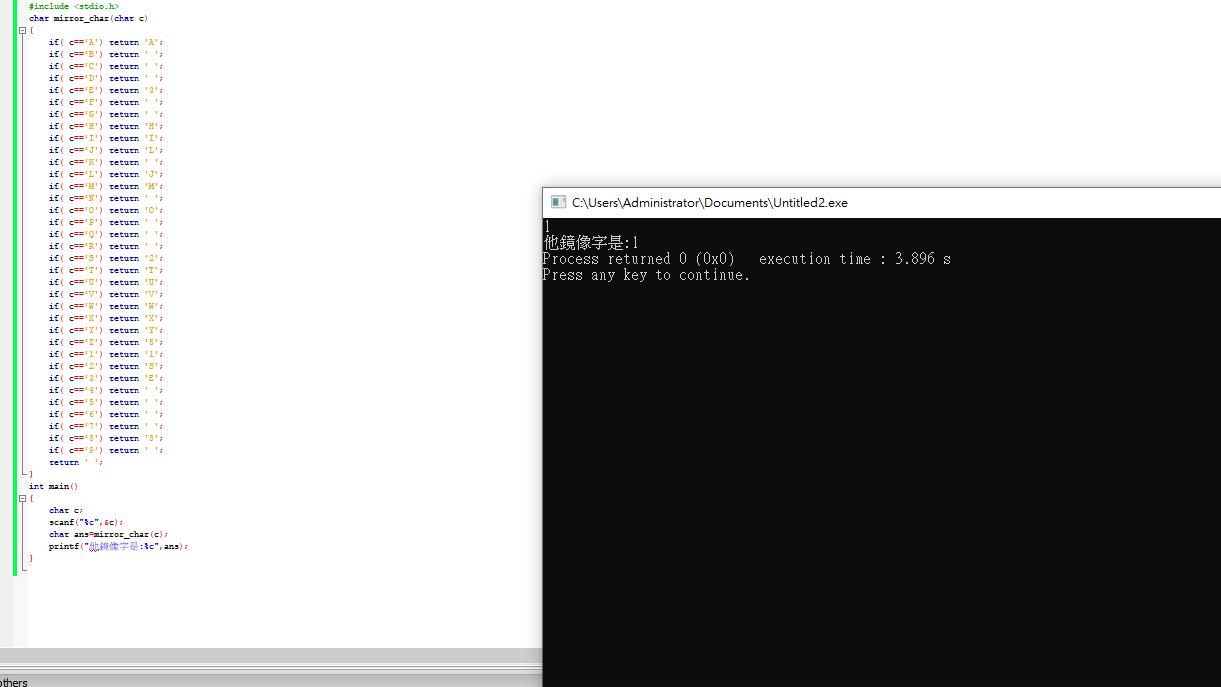 #include <stdio.h>
char mirror_char(char c)
{
if( c=='A') return 'A';
if( c=='B') return ' ';
if( c=='C') return ' ';
if( c=='D') return ' ';
if( c=='E') return '3';
if( c=='F') return ' ';
if( c=='G') return ' ';
if( c=='H') return 'H';
if( c=='I') return 'I';
if( c=='J') return 'L';
if( c=='K') return ' ';
if( c=='L') return 'J';
if( c=='M') return 'M';
if( c=='N') return ' ';
if( c=='O') return 'O';
if( c=='P') return ' ';
if( c=='Q') return ' ';
if( c=='R') return ' ';
if( c=='S') return '2';
if( c=='T') return 'T';
if( c=='U') return 'U';
if( c=='V') return 'V';
if( c=='W') return 'W';
if( c=='X') return 'X';
if( c=='Y') return 'Y';
if( c=='Z') return '5';
if( c=='1') return '1';
if( c=='2') return 'S';
if( c=='3') return 'E';
if( c=='4') return ' ';
if( c=='5') return ' ';
if( c=='6') return ' ';
if( c=='7') return ' ';
if( c=='8') return '8';
if( c=='9') return ' ';
return ' ';
}
int main()
{
char c;
scanf("%c",&c);
char ans=mirror_char(c);
printf("他鏡像字是:%c",ans);
}
C:\Users\Administrator\Documents\Untitled2.exe
1
他鏡像字是:1
Process returned 0 (0x0)   execution time : 3.896 s
Press any key to continue.
others